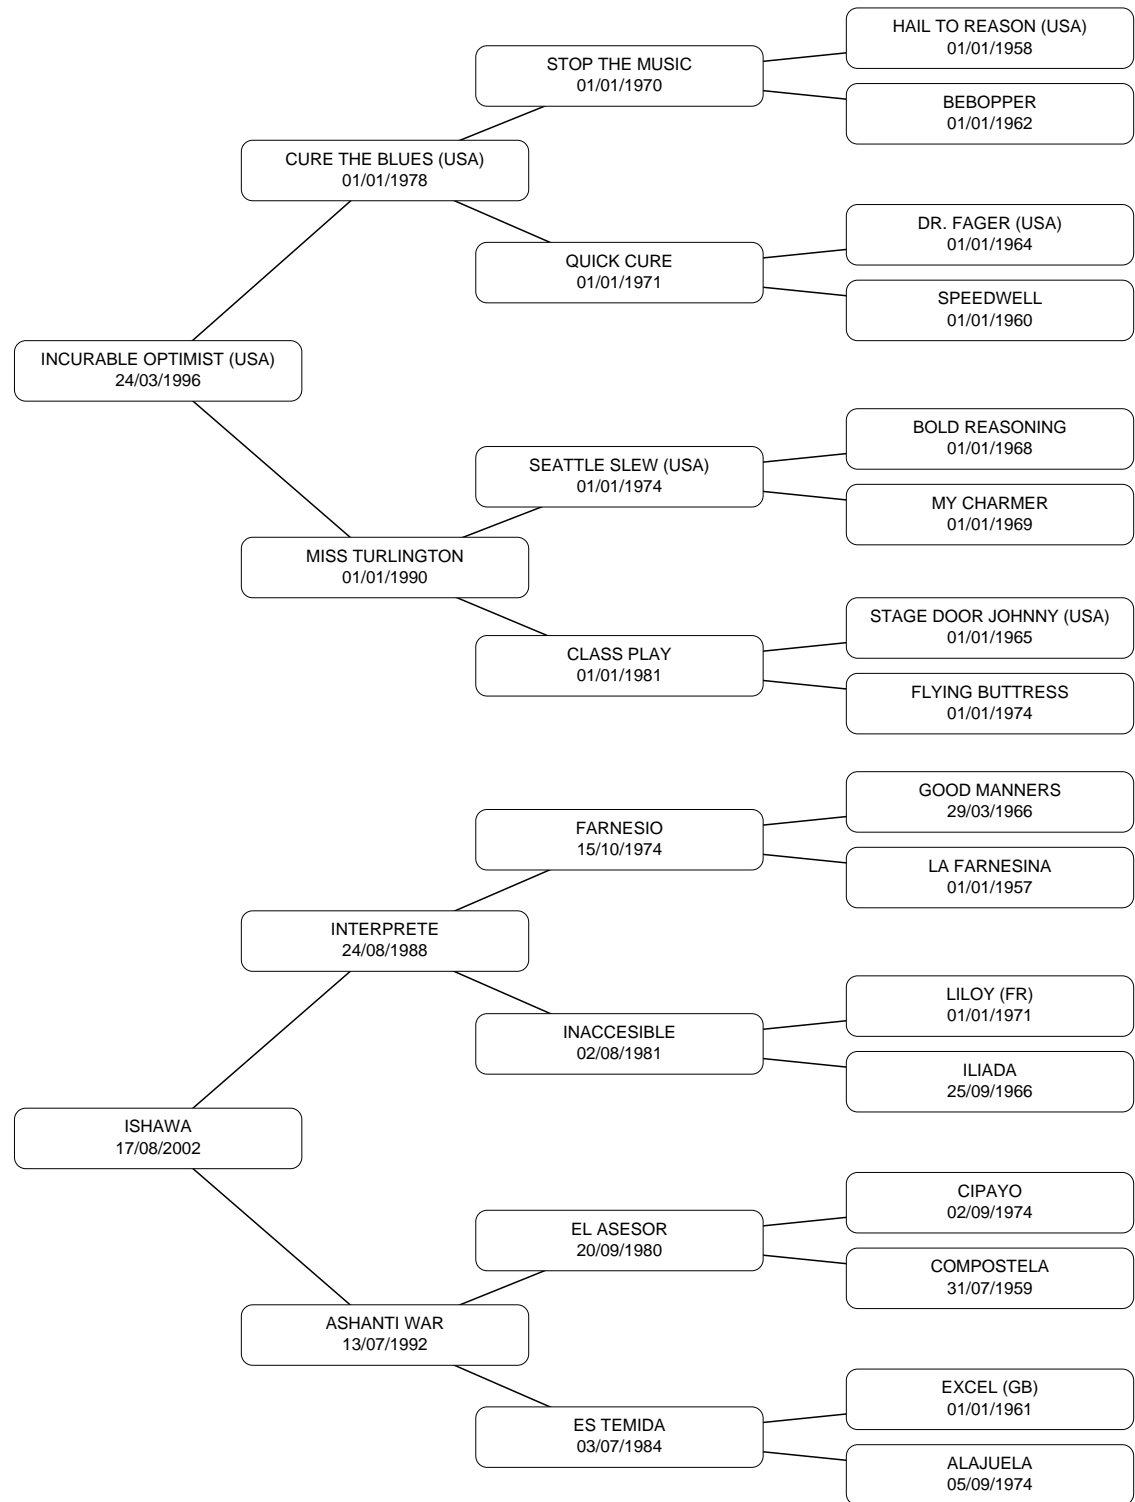 HAIL TO REASON (USA)
01/01/1958
STOP THE MUSIC
01/01/1970
BEBOPPER
01/01/1962
CURE THE BLUES (USA)
01/01/1978
DR. FAGER (USA)
01/01/1964
QUICK CURE
01/01/1971
SPEEDWELL
01/01/1960
INCURABLE OPTIMIST (USA)
24/03/1996
BOLD REASONING
01/01/1968
SEATTLE SLEW (USA)
01/01/1974
MY CHARMER
01/01/1969
MISS TURLINGTON
01/01/1990
STAGE DOOR JOHNNY (USA)
01/01/1965
CLASS PLAY
01/01/1981
FLYING BUTTRESS
01/01/1974
GOOD MANNERS
29/03/1966
FARNESIO
15/10/1974
LA FARNESINA
01/01/1957
INTERPRETE
24/08/1988
LILOY (FR)
01/01/1971
INACCESIBLE
02/08/1981
ILIADA
25/09/1966
ISHAWA
17/08/2002
CIPAYO
02/09/1974
EL ASESOR
20/09/1980
COMPOSTELA
31/07/1959
ASHANTI WAR
13/07/1992
EXCEL (GB)
01/01/1961
ES TEMIDA
03/07/1984
ALAJUELA
05/09/1974